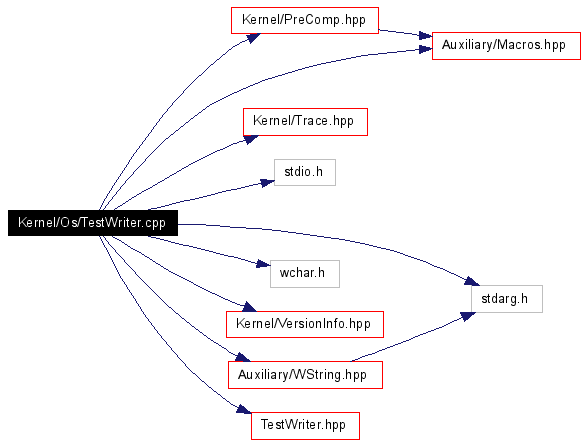 Kernel/PreComp.hpp
Auxiliary/Macros.hpp
Kernel/Trace.hpp
stdio.h
Kernel/Os/TestWriter.cpp
wchar.h
stdarg.h
Kernel/VersionInfo.hpp
Auxiliary/WString.hpp
TestWriter.hpp